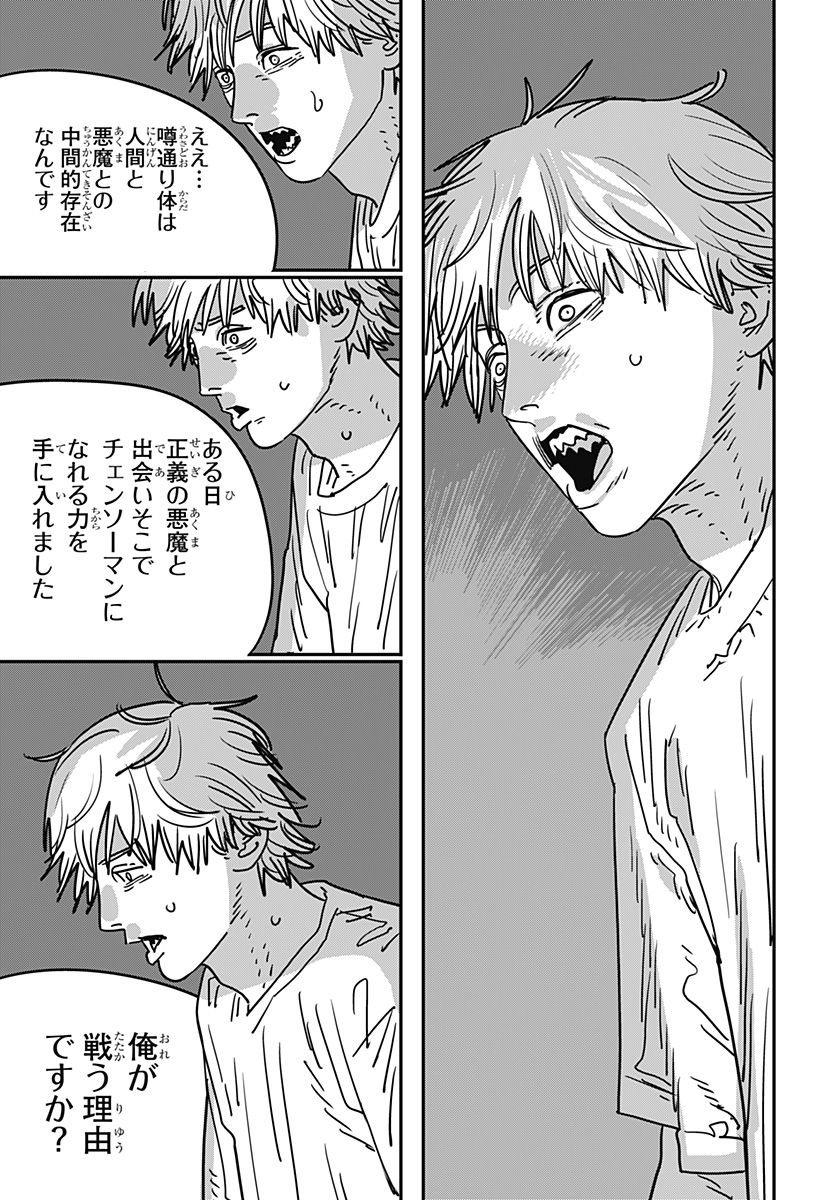 ええ…
噂通り体は
人間と
悪魔との
中間的存在
なんです
ある日
正義の悪魔と
出会いそこで
チェンソーマンに
なれる力を
手に入れました
俺が
戦う理由
ですか？